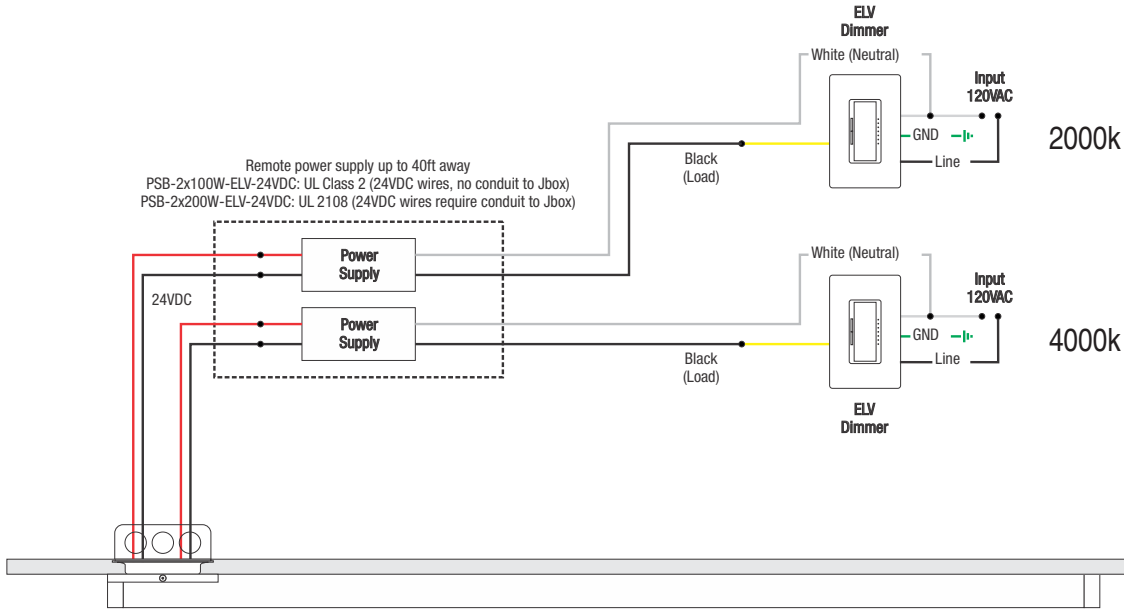 ELV
Dimmer
White (Neutral)
Input
120VAC
GND
2000k
Line
Black
(Load)
Remote power supply up to 40ft away
PSB-2x100W-ELV-24VDC: UL Class 2 (24VDC wires, no conduit to Jbox)
PSB-2x200W-ELV-24VDC: UL 2108 (24VDC wires require conduit to Jbox)
Power
Supply
24VDC
Power
Supply
White (Neutral)
Input
120VAC
GND
4000k
Line
Black
(Load)
ELV
Dimmer